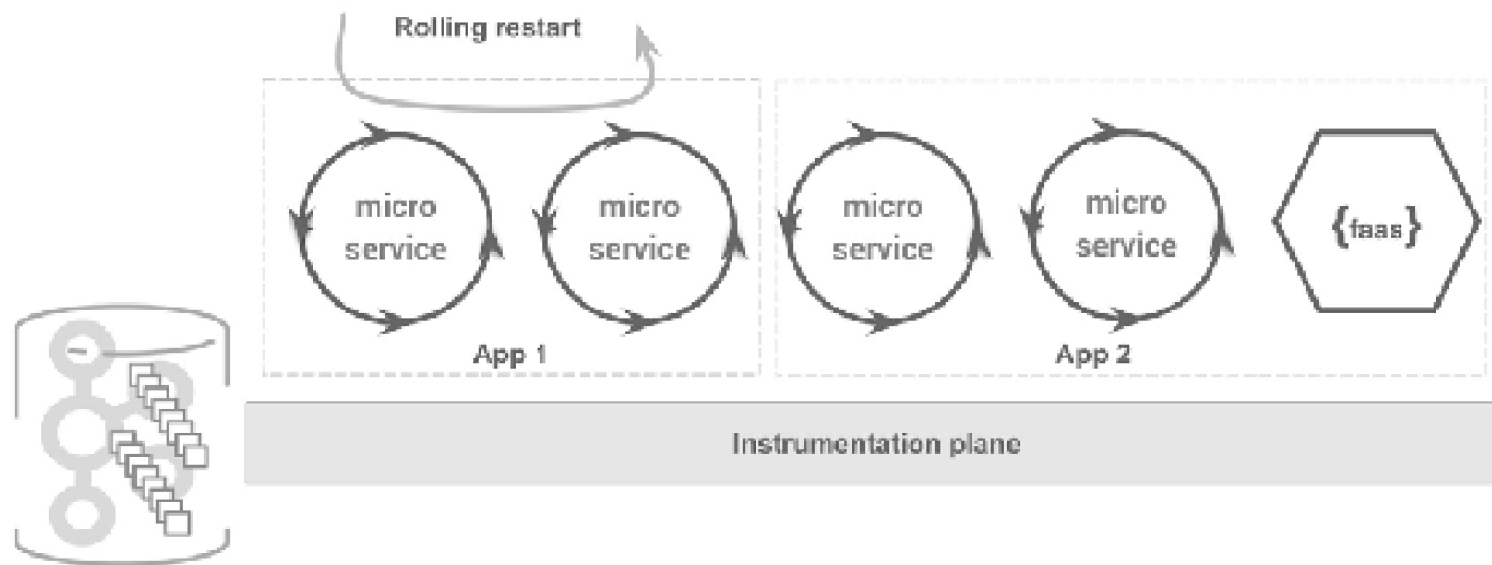 Rolling restart
micro
service
micro
service
micro
service
micro
service
{faas}
App 1
App 2
Instrumentation plane